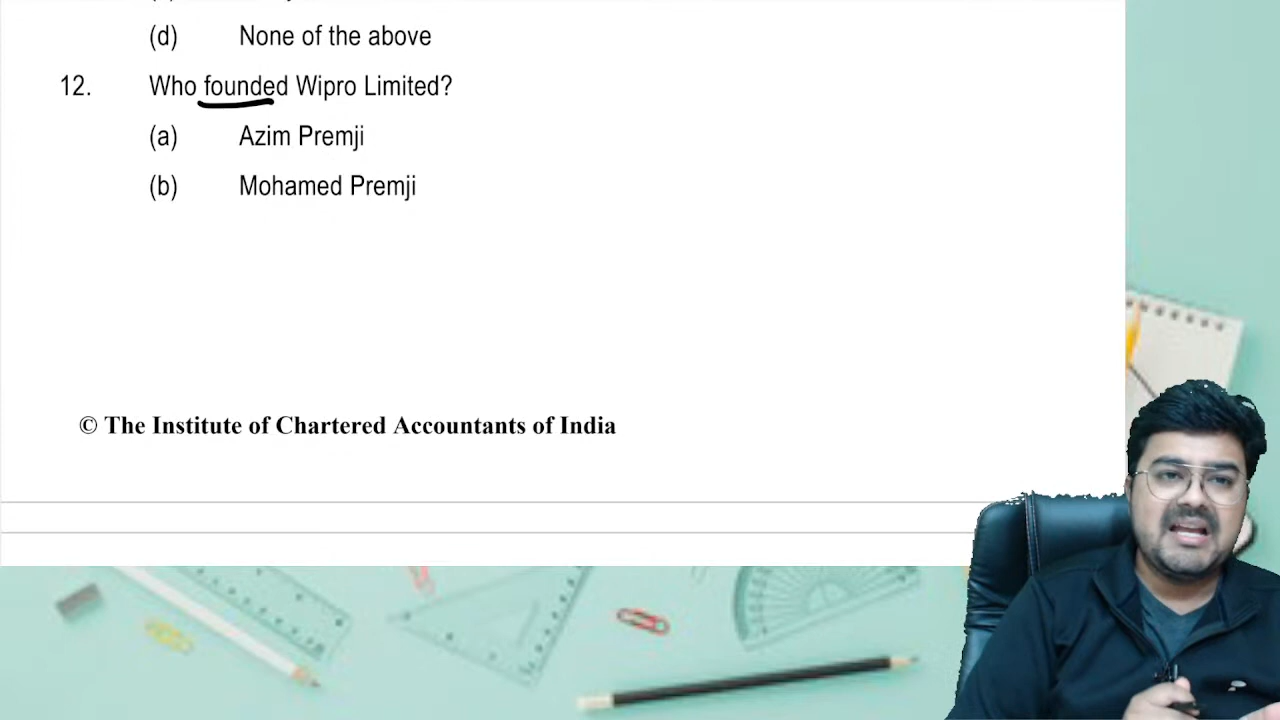 (d) None of the above
12. Who founded Wipro Limited?
(a) Azim Premji
(b) Mohamed Premji
© The Institute of Chartered Accountants of India